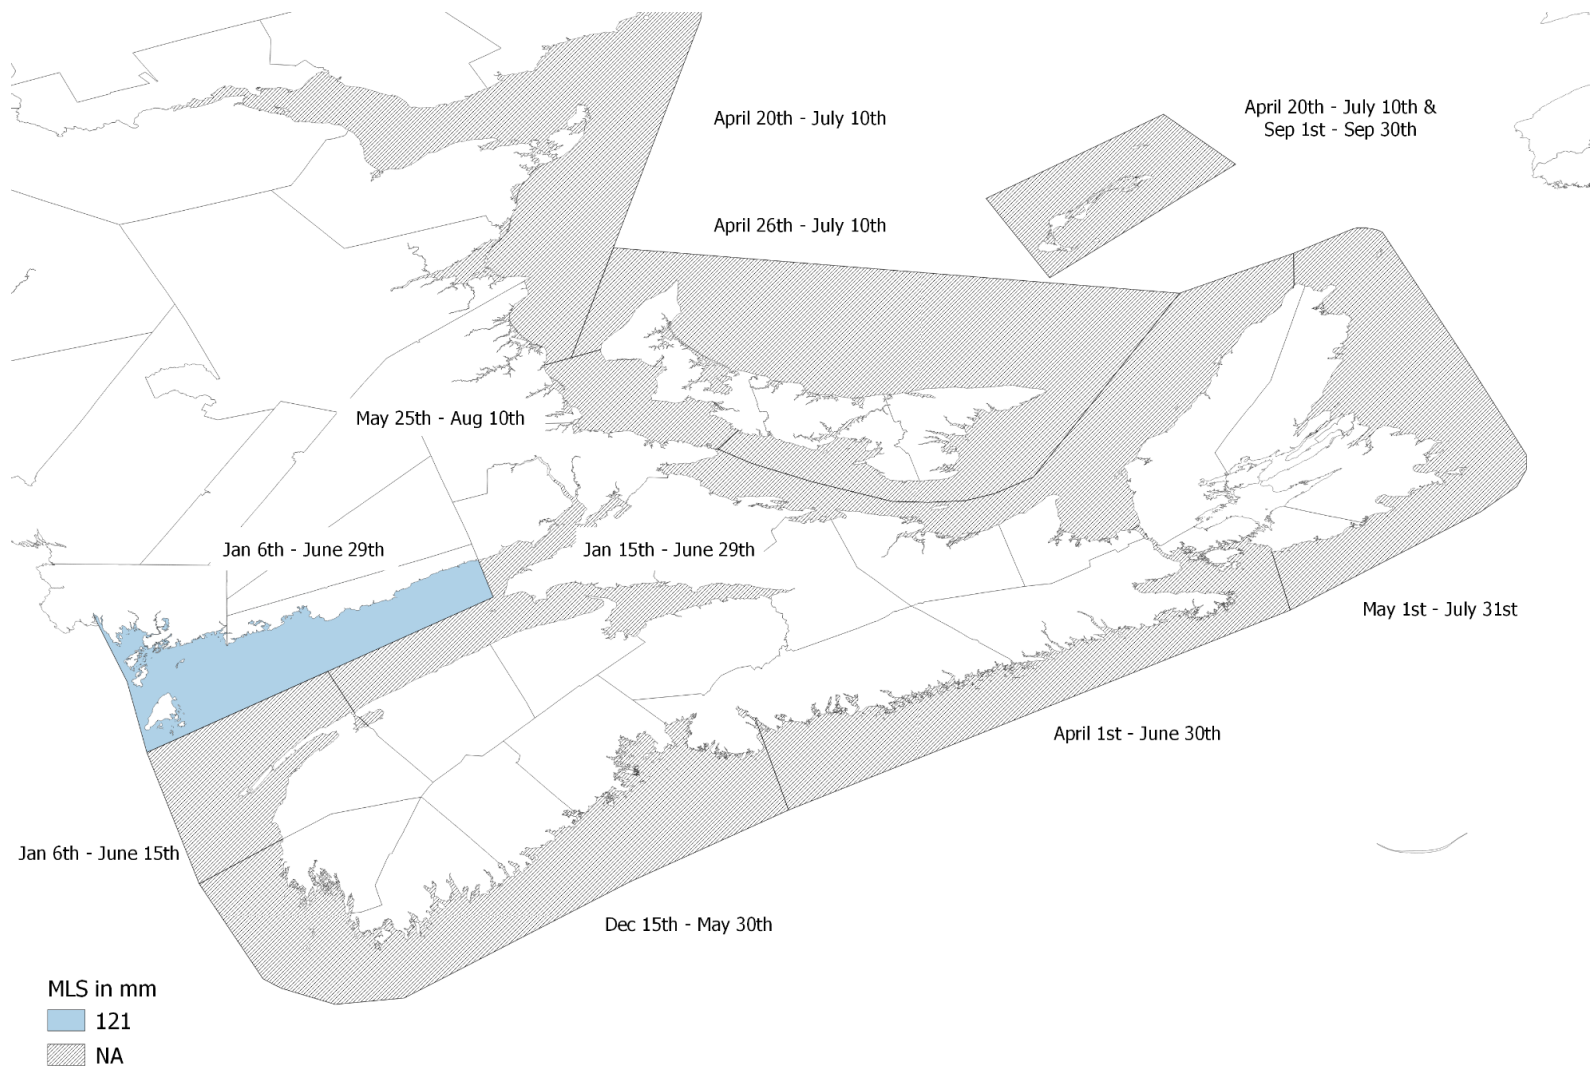 April 20th - July 10th
April 20th - July 10th &
Sep 1st - Sep 30th
April 26th - July 10th
May 25th - Aug 10th
Jan 6th - June 29th
Jan 15th - June 29th
May 1st - July 31st
April 1st - June 30th
Jan 6th - June 15th
Dec 15th - May 30th
MLS in mm
121
NA